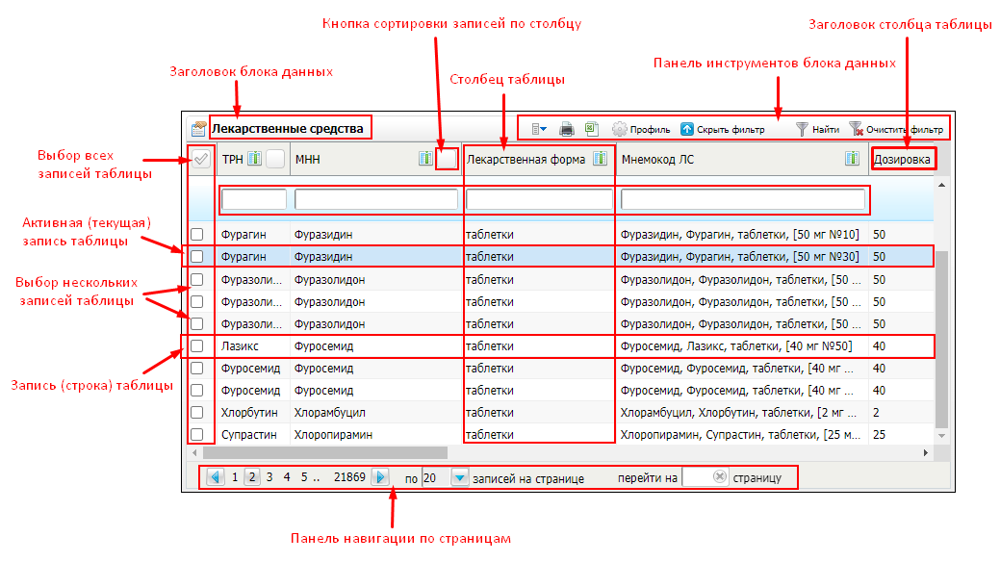 Кнопка сортировки записей по столбцу
Заголовок столбца таблицы
Панель инструментов блока данных
Заголовок блока данных
Столбец таблицы
Лекарственные средства
Профиль Скрыть фильтр Найти Очистить фильтр
Выбор всех
записей таблицы
ТРН МНН Лекарственная форма Мнемокод ЛС Дозировка
Активная (текущая)
запись таблицы
Фурагин Фуразидин таблетки Фуразидин, Фурагин, таблетки, [50 мг №10] 50
Фурагин Фуразидин таблетки Фуразидин, Фурагин, таблетки, [50 мг №30] 50
Выбор нескольких
записей таблицы
Фуразоли... Фуразолидон таблетки Фуразолидон, Фуразолидон, таблетки, [50 ... 50
Фуразоли... Фуразолидон таблетки Фуразолидон, Фуразолидон, таблетки, [50 ... 50
Фуразоли... Фуразолидон таблетки Фуразолидон, Фуразолидон, таблетки, [50 ... 50
Лазикс Фуросемид таблетки Фуросемид, Лазикс, таблетки, [40 мг №50] 40
Запись (строка) таблицы
Фуросемид Фуросемид таблетки Фуросемид, Фуросемид, таблетки, [40 мг ... 40
Фуросемид Фуросемид таблетки Фуросемид, Фуросемид, таблетки, [40 мг ... 40
Хлорбутин Хлорамбуцил таблетки Хлорамбуцил, Хлорбутин, таблетки, [2 мг ... 2
Супрастин Хлоропирамин таблетки Хлоропирамин, Супрастин, таблетки, [25 м... 25
1 2 3 4 5 .. 21869 по 20 записей на странице перейти на страницу
Панель навигации по страницам